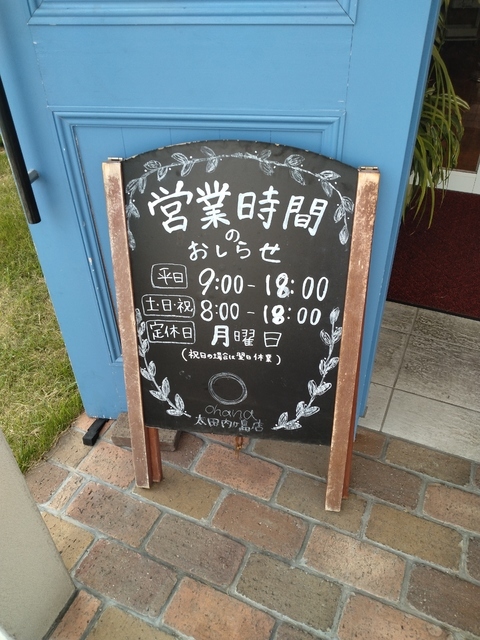 営業時間
の
おしらせ
平日 9:00-18:00
土・日・祝 8:00-18:00
定休日 月曜日
(祝日の場合は翌日休業)
ohana
太田内ヶ島店